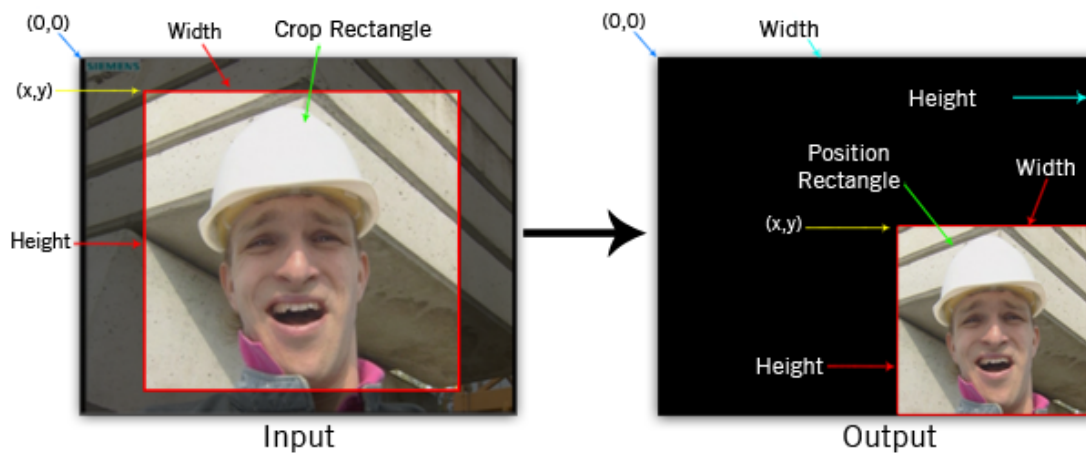 (0,0)
Width
Crop Rectangle
SIEMENS
(x,y)
Height
Input
(0,0)
Width
Height
Position
Rectangle
Width
(x,y)
Height
Output